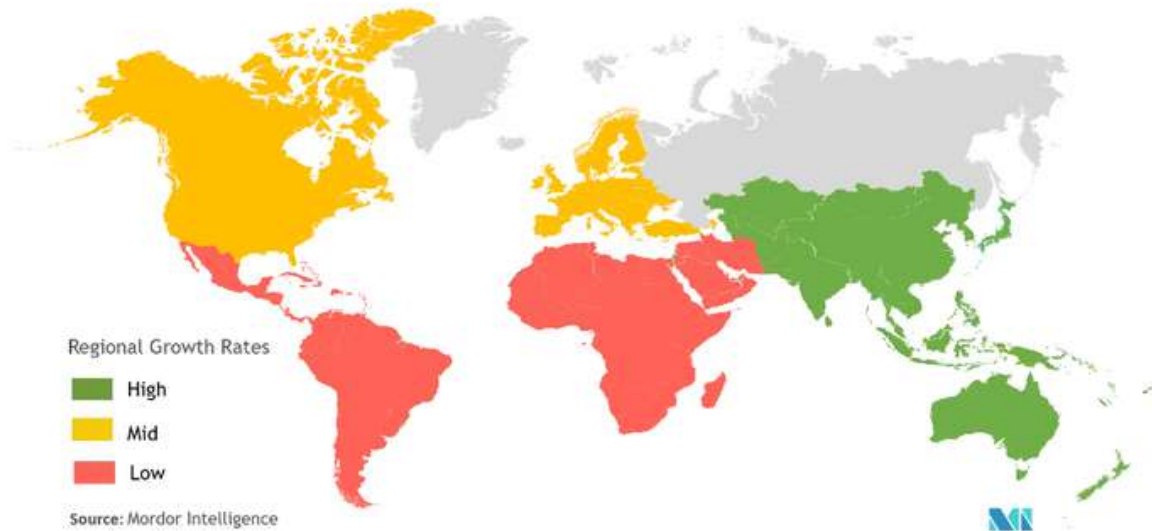 Regional Growth Rates
High
Mid
Low
Source: Mordor Intelligence